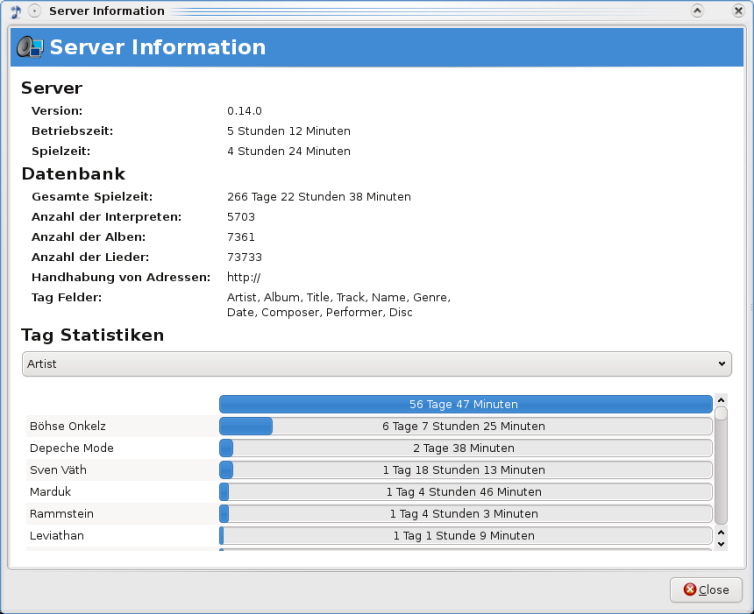 Server Information
Server Information
Server
Version: 0.14.0
Betriebszeit: 5 Stunden 12 Minuten
Spielzeit: 4 Stunden 24 Minuten
Datenbank
Gesamte Spielzeit: 266 Tage 22 Stunden 38 Minuten
Anzahl der Interpreten: 5703
Anzahl der Alben: 7361
Anzahl der Lieder: 73733
Handhabung von Adressen: http://
Tag Felder: Artist, Album, Title, Track, Name, Genre,
Date, Composer, Performer, Disc
Tag Statistiken
Artist
56 Tage 47 Minuten
Böhse Onkelz 6 Tage 7 Stunden 25 Minuten
Depeche Mode 2 Tage 38 Minuten
Sven Väth 1 Tag 18 Stunden 13 Minuten
Marduk 1 Tag 4 Stunden 46 Minuten
Rammstein 1 Tag 4 Stunden 3 Minuten
Leviathan 1 Tag 1 Stunde 9 Minuten
Close